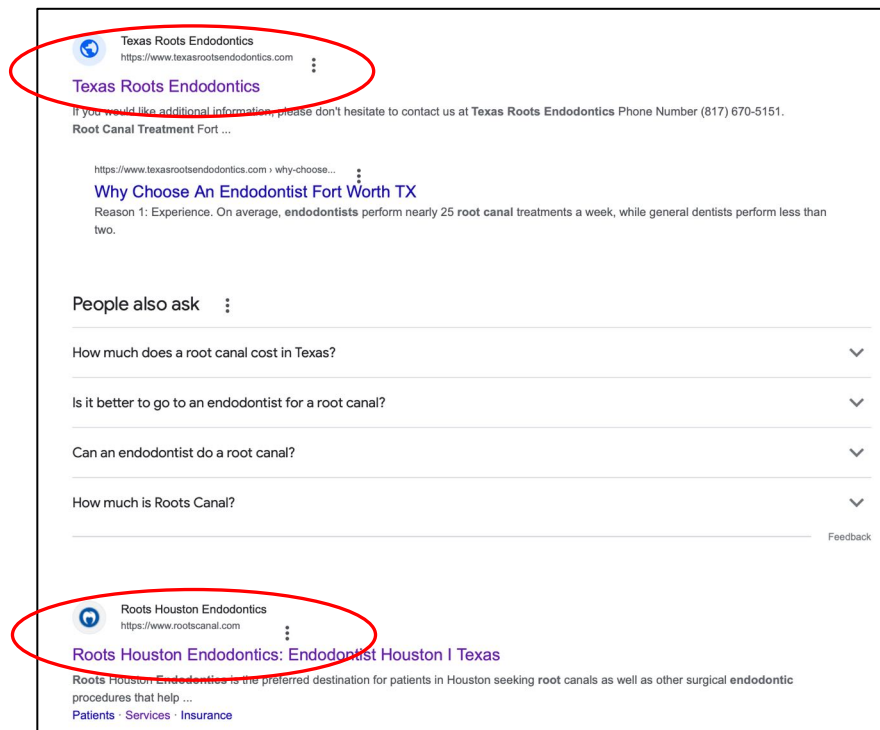 Texas Roots Endodontics
https://www.texasrootsendodontics.com
Texas Roots Endodontics
If you would like additional information, please don't hesitate to contact us at Texas Roots Endodontics Phone Number (817) 670-5151.
Root Canal Treatment Fort ...
https://www.texasrootsendodontics.com › why-choose...
Why Choose An Endodontist Fort Worth TX
Reason 1: Experience. On average, endodontists perform nearly 25 root canal treatments a week, while general dentists perform less than
two.
People also ask
How much does a root canal cost in Texas?
Is it better to go to an endodontist for a root canal?
Can an endodontist do a root canal?
How much is Roots Canal?
Feedback
Roots Houston Endodontics
https://www.rootscanal.com
Roots Houston Endodontics: Endodontist Houston I Texas
Roots Houston Endodontics is the preferred destination for patients in Houston seeking root canals as well as other surgical endodontic
procedures that help ...
Patients · Services · Insurance